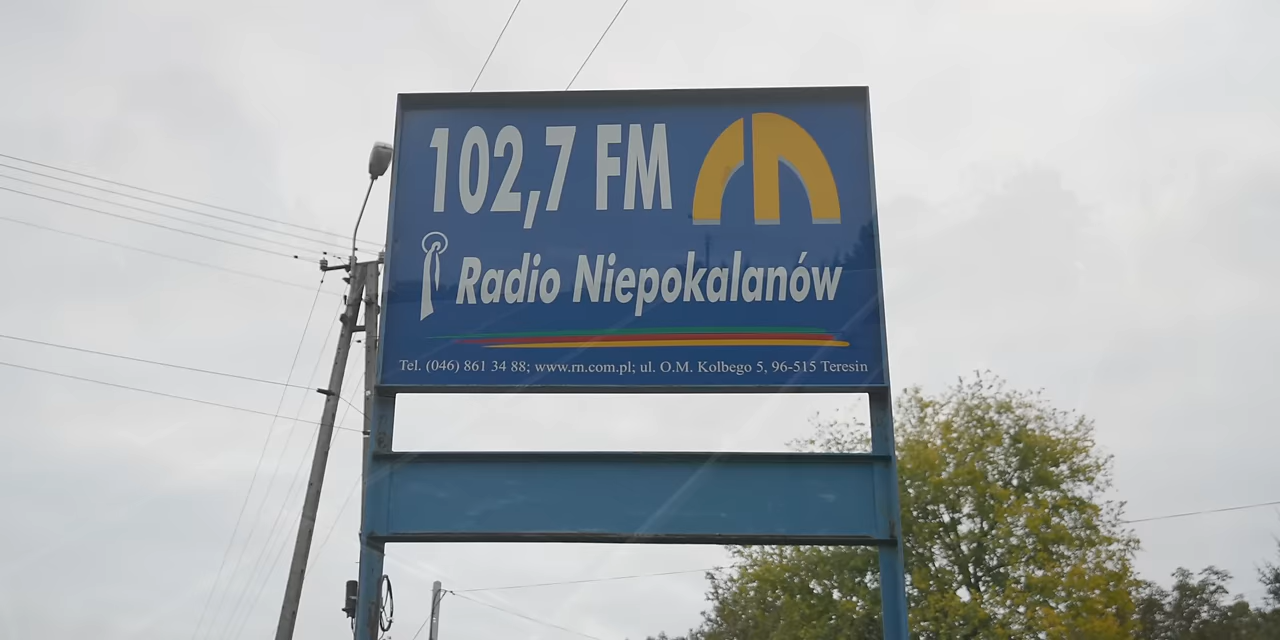 102,7 FM
Radio Niepokalanów
Tel. (046) 861 34 88; www.rn.com.pl; ul. O.M. Kolbego 5, 96-515 Teresin